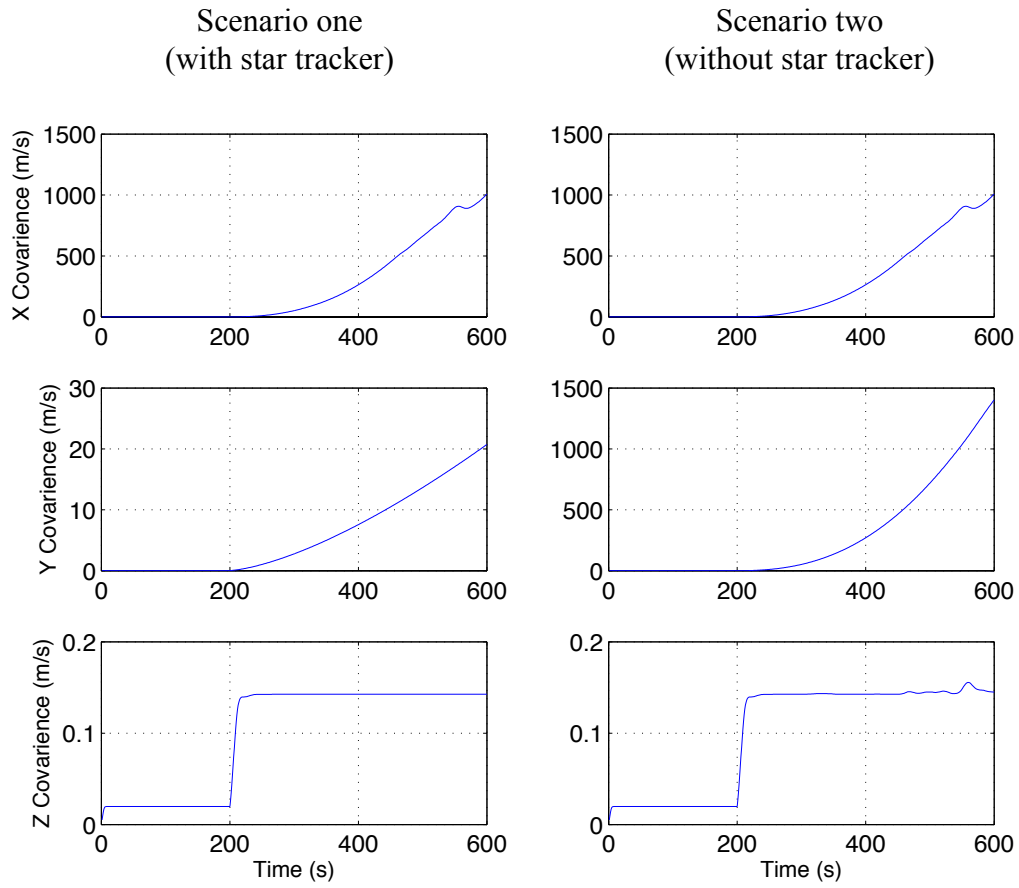 Scenario one
(with star tracker)
Scenario two
(without star tracker)
X Covarience (m/s)
1500
1000
500
0
0 200 400 600
1500
1000
500
0
0 200 400 600
Y Covarience (m/s)
30
20
10
0
0 200 400 600
1500
1000
500
0
0 200 400 600
Z Covarience (m/s)
0.2
0.1
0
0 200 400 600
Time (s)
0.2
0.1
0
0 200 400 600
Time (s)